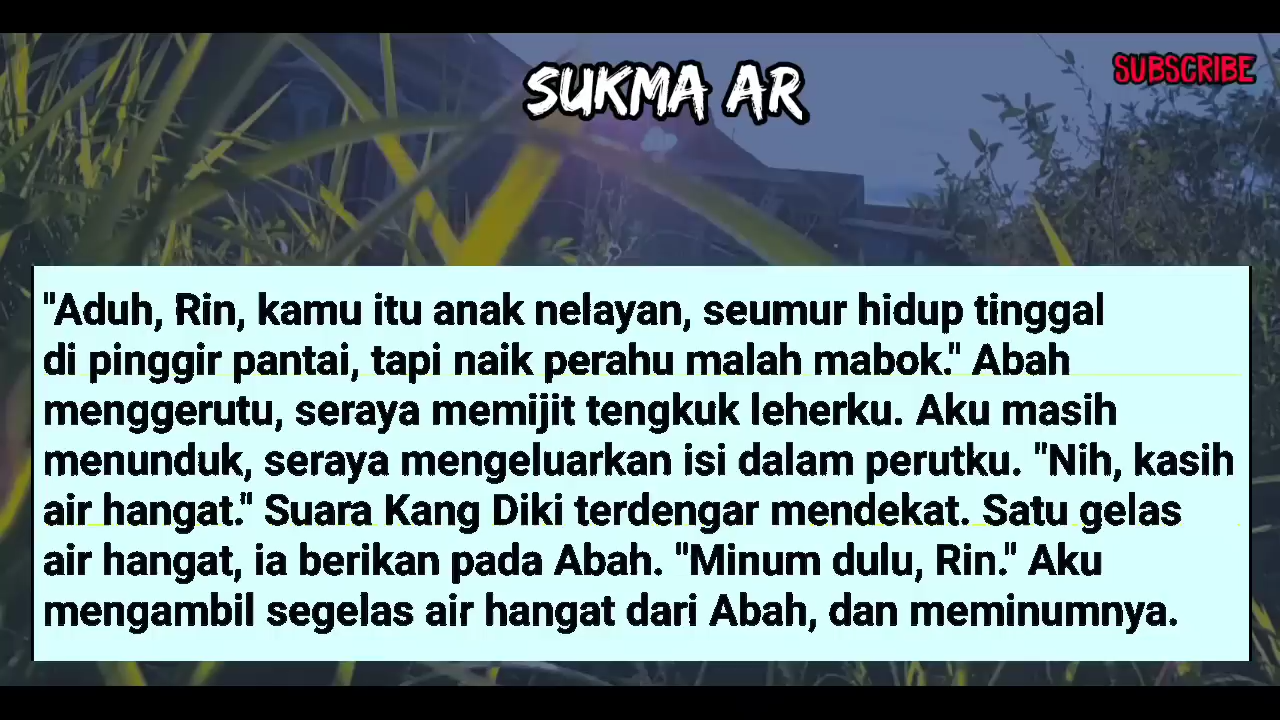 SUKMA AR
SUBSCRIBE
"Aduh, Rin, kamu itu anak nelayan, seumur hidup tinggal
di pinggir pantai, tapi naik perahu malah mabok." Abah
menggerutu, seraya memijit tengkuk leherku. Aku masih
menunduk, seraya mengeluarkan isi dalam perutku. "Nih, kasih
air hangat." Suara Kang Diki terdengar mendekat. Satu gelas
air hangat, ia berikan pada Abah. "Minum dulu, Rin." Aku
mengambil segelas air hangat dari Abah, dan meminumnya.